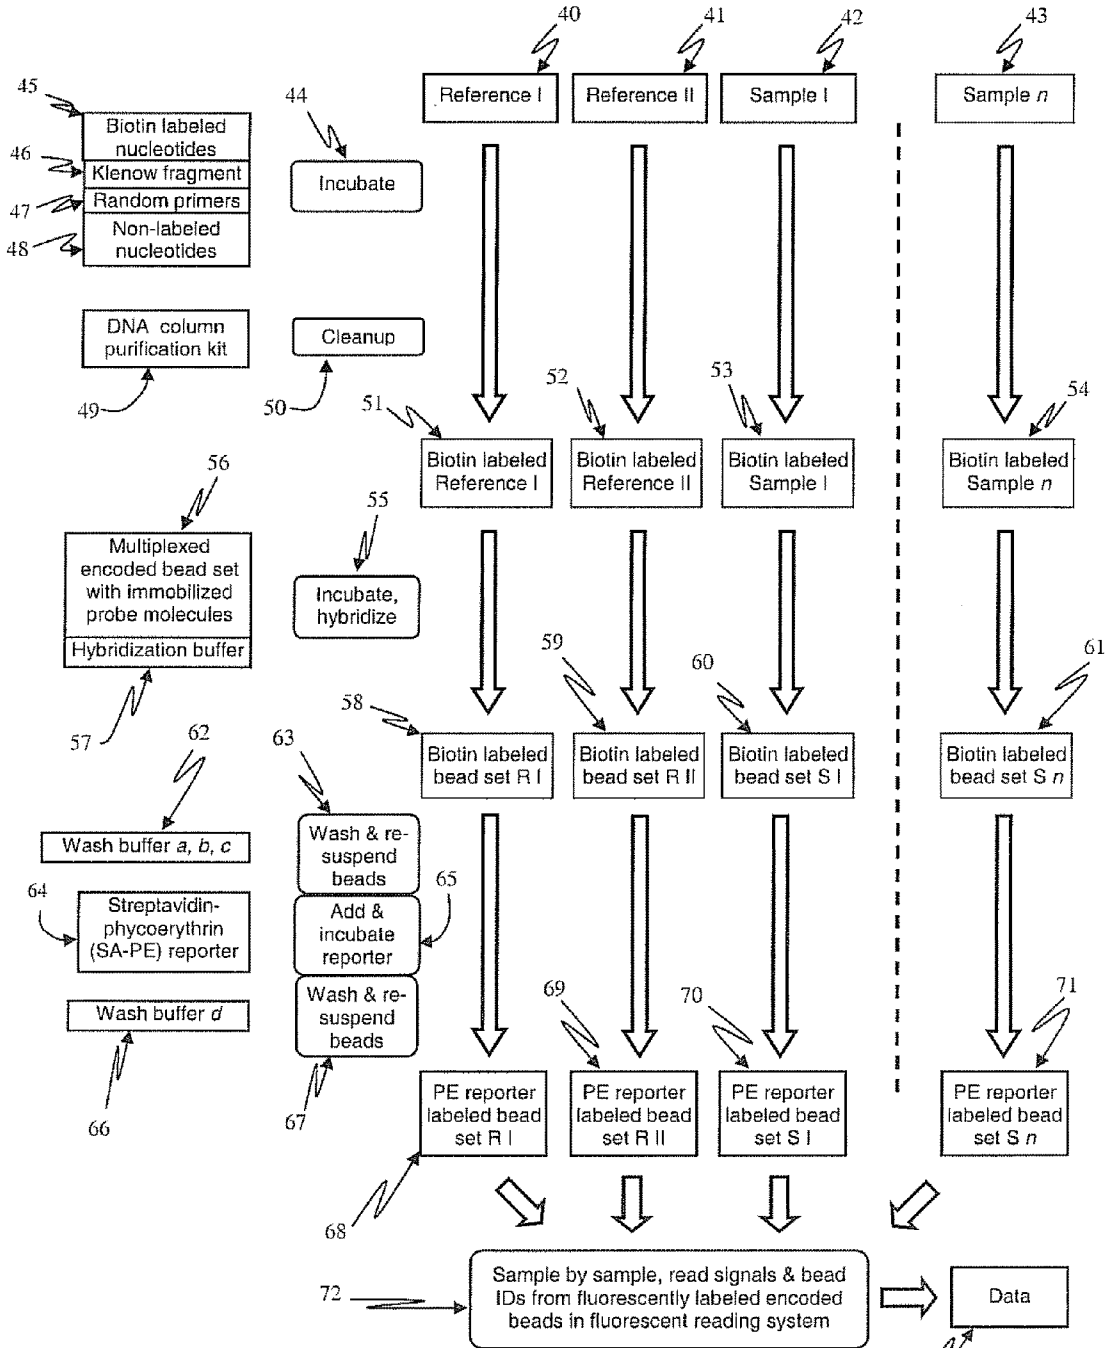 40
41
42
43
Reference I
Reference II
Sample I
Sample n
45
44
Biotin labeled
nucleotides
46
Klenow fragment
Incubate
47
Random primers
48
Non-labeled
nucleotides
DNA column
purification kit
Cleanup
49
50
51
52
53
54
Biotin labeled
Reference I
Biotin labeled
Reference II
Biotin labeled
Sample I
Biotin labeled
Sample n
56
55
Multiplexed
encoded bead set
with immobilized
probe molecules
Hybridization buffer
Incubate,
hybridize
57
58
59
60
61
Biotin labeled
bead set R I
Biotin labeled
bead set R II
Biotin labeled
bead set S I
Biotin labeled
bead set S n
62
63
Wash buffer a, b, c
Wash & re-
suspend
beads
64
65
Streptavidin-
phycoerythrin
(SA-PE) reporter
Add &
incubate
reporter
Wash buffer d
Wash & re-
suspend
beads
66
67
69
70
71
PE reporter
labeled bead
set R I
PE reporter
labeled bead
set R II
PE reporter
labeled bead
set S I
PE reporter
labeled bead
set S n
68
72
Sample by sample, read signals & bead
IDs from fluorescently labeled encoded
beads in fluorescent reading system
Data